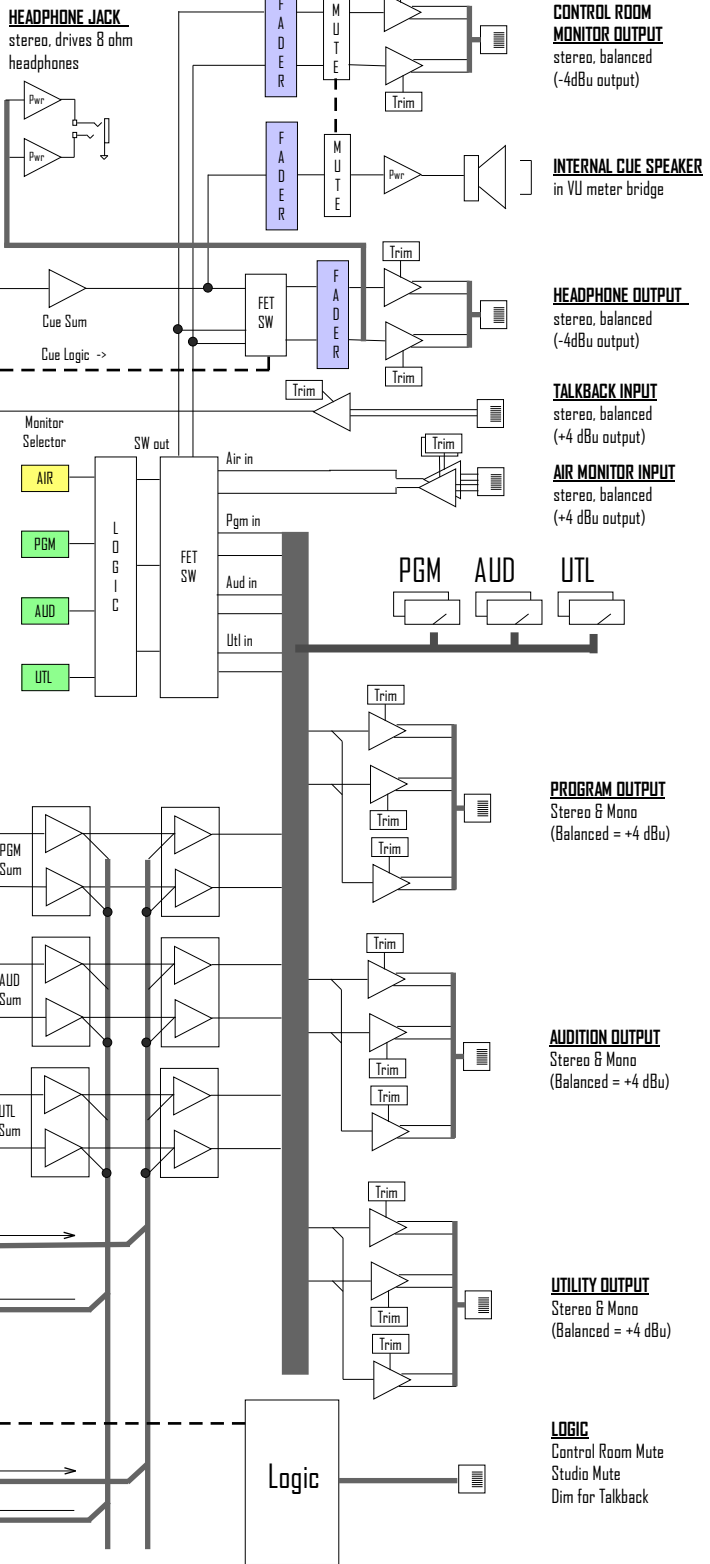 HEADPHONE JACK
stereo, drives 8 ohm
headphones
FADER
MUTE
Trim
CONTROL ROOM
MONITOR OUTPUT
stereo, balanced
(-4dBu output)
Pwr
Pwr
FADER
MUTE
Pwr
INTERNAL CUE SPEAKER
in VU meter bridge
Cue Sum
FET
SW
FADER
Trim
Trim
HEADPHONE OUTPUT
stereo, balanced
(-4dBu output)
Cue Logic ->
Trim
TALKBACK INPUT
stereo, balanced
(+4 dBu output)
Monitor
Selector
SW out
Air in
Trim
AIR MONITOR INPUT
stereo, balanced
(+4 dBu output)
AIR
PGM
AUD
UTL
LOGIC
FET
SW
Pgm in
Aud in
Utl in
PGM AUD UTL
Trim
Trim
Trim
PROGRAM OUTPUT
Stereo & Mono
(Balanced = +4 dBu)
PGM
Sum
AUD
Sum
Trim
Trim
Trim
AUDITION OUTPUT
Stereo & Mono
(Balanced = +4 dBu)
UTL
Sum
Trim
Trim
Trim
UTILITY OUTPUT
Stereo & Mono
(Balanced = +4 dBu)
Logic
LOGIC
Control Room Mute
Studio Mute
Dim for Talkback